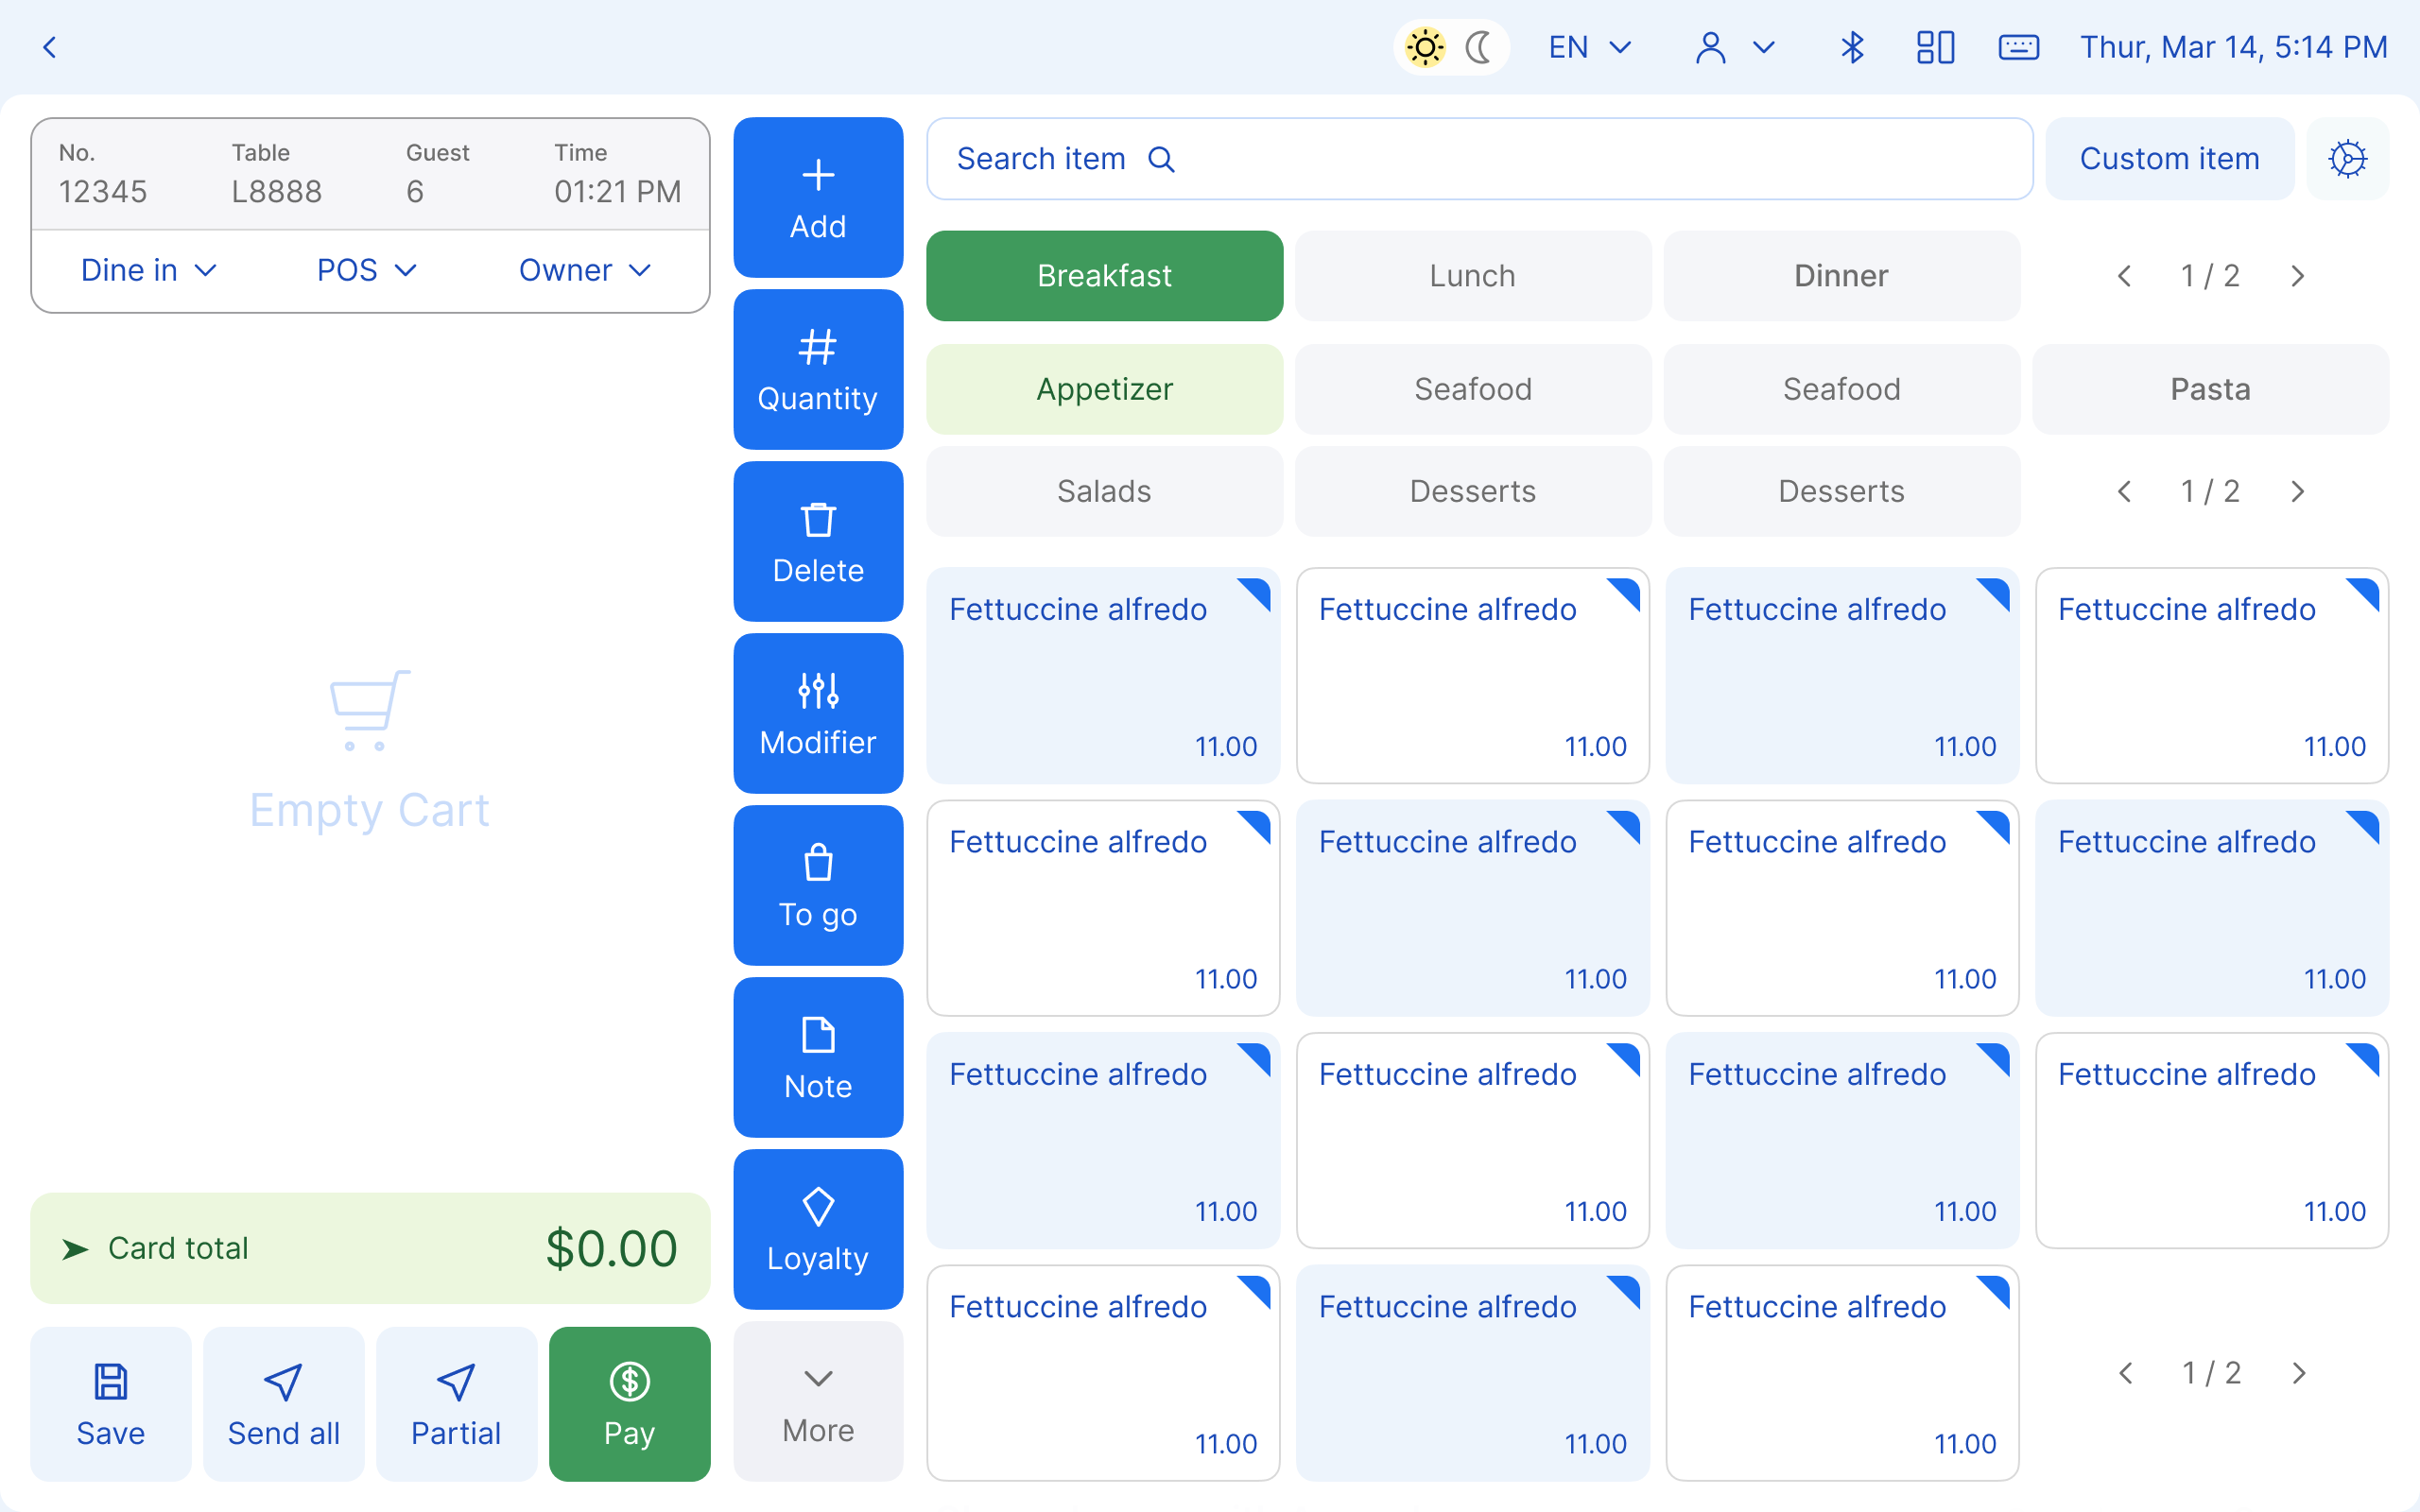 EN
Thur, Mar 14, 5:14 PM
No. Table Guest Time
12345 L8888 6 01:21 PM
Dine in POS Owner
Empty Cart
Card total $0.00
Save Send all Partial Pay
Add
Quantity
Delete
Modifier
To go
Note
Loyalty
More
Search item
Custom item
Breakfast Lunch Dinner 1 / 2
Appetizer Seafood Seafood Pasta
Salads Desserts Desserts 1 / 2
Fettuccine alfredo Fettuccine alfredo Fettuccine alfredo Fettuccine alfredo
11.00 11.00 11.00 11.00
Fettuccine alfredo Fettuccine alfredo Fettuccine alfredo Fettuccine alfredo
11.00 11.00 11.00 11.00
Fettuccine alfredo Fettuccine alfredo Fettuccine alfredo Fettuccine alfredo
11.00 11.00 11.00 11.00
Fettuccine alfredo Fettuccine alfredo Fettuccine alfredo
1 / 2
11.00 11.00 11.00